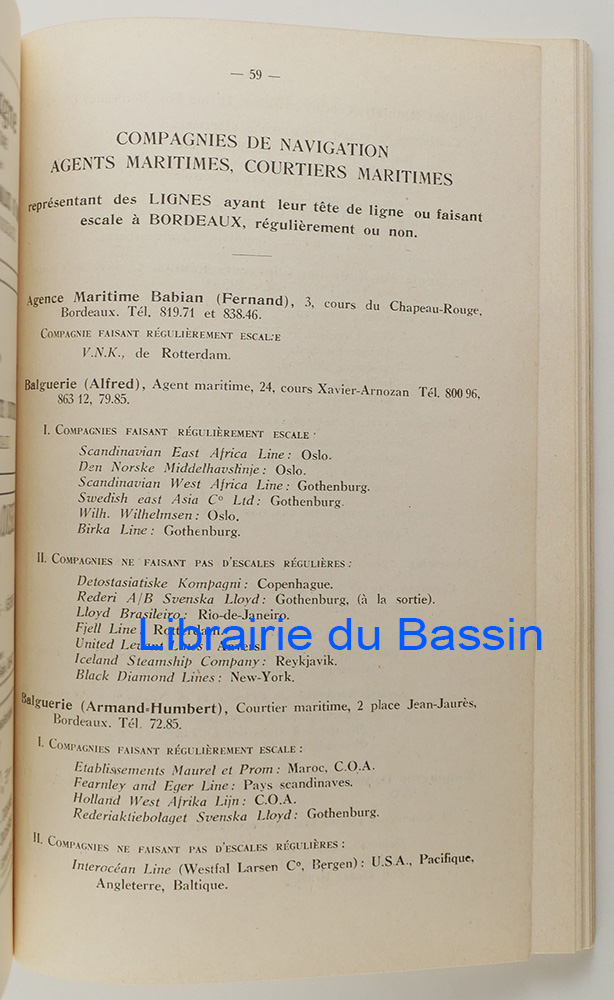 — 59 —
COMPAGNIES DE NAVIGATION
AGENTS MARITIMES, COURTIERS MARITIMES
représentant des LIGNES ayant leur tête de ligne ou faisant
escale à BORDEAUX, régulièrement ou non.
Agence Maritime Babian (Fernand), 3, cours du Chapeau-Rouge,
Bordeaux. Tél. 819.71 et 838.46.
COMPAGNIE FAISANT RÉGULIÈREMENT ESCALE
V.N.K., de Rotterdam.
Balguerie (Alfred), Agent maritime, 24, cours Xavier-Arnozan Tél. 800 96,
863 12, 79.85.
I. COMPAGNIES FAISANT RÉGULIÈREMENT ESCALE :
Scandinavian East Africa Line : Oslo.
Den Norske Middelhavslinje : Oslo.
Scandinavian West Africa Line : Gothenburg.
Swedish east Asia Cº Ltd : Gothenburg.
Wilh. Wilhelmsen : Oslo.
Birka Line : Gothenburg.
II. COMPAGNIES NE FAISANT PAS D'ESCALES RÉGULIÈRES :
Detostasiatiske Kompagni : Copenhague.
Rederi A/B Svenska Lloyd : Gothenburg, (à la sortie).
Lloyd Brasileiro : Rio-de-Janeiro.
Fjell Line : Rotterdam.
United
Iceland Steamship Company : Reykjavik.
Black Diamond Lines : New-York.
Librairie du Bassin
Balguerie (Armand-Humbert), Courtier maritime, 2 place Jean-Jaurès,
Bordeaux. Tél. 72.85.
I. COMPAGNIES FAISANT RÉGULIÈREMENT ESCALE :
Etablissements Maurel et Prom : Maroc, C.O.A.
Fearnley and Eger Line : Pays scandinaves.
Holland West Afrika Lijn : C.O.A.
Rederiaktiebolaget Svenska Lloyd : Gothenburg.
II. COMPAGNIES NE FAISANT PAS D'ESCALES RÉGULIÈRES :
Interocéan Line (Westfal Larsen Cº, Bergen) : U.S.A., Pacifique,
Angleterre, Baltique.